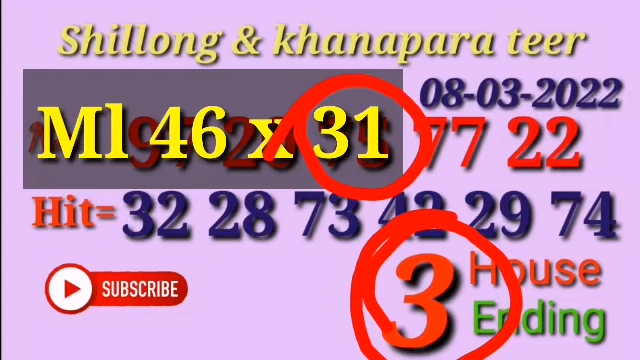 Shillong & khanapara teer
08-03-2022
Ml 46 x 31
77 22
Hit= 32 28 73 42 29 74
3 House
Ending
SUBSCRIBE